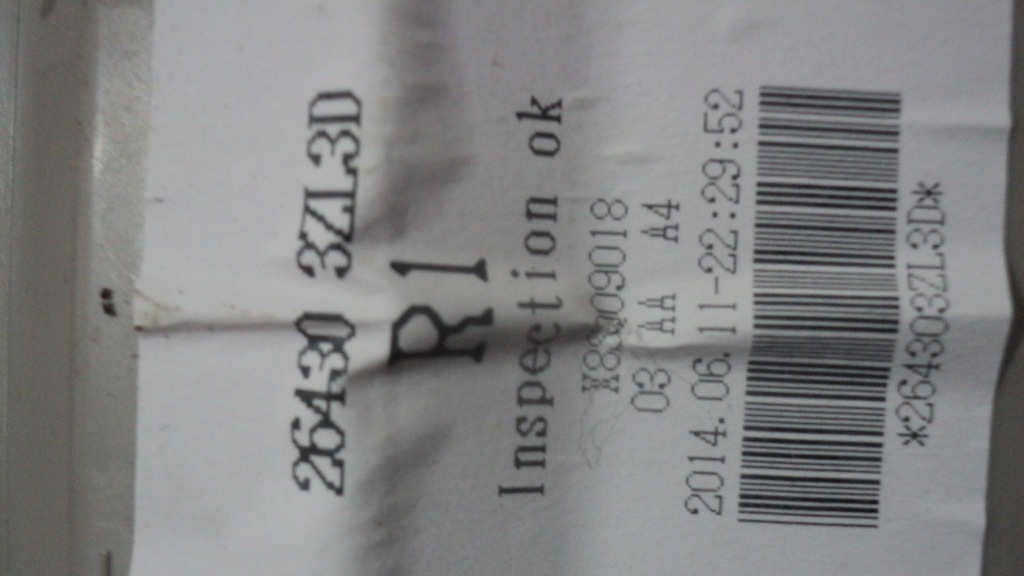 26430 3ZL3D
R1
Inspection ok
03 AA A4
2014.06.11-22:29:52
*264303ZL3D*